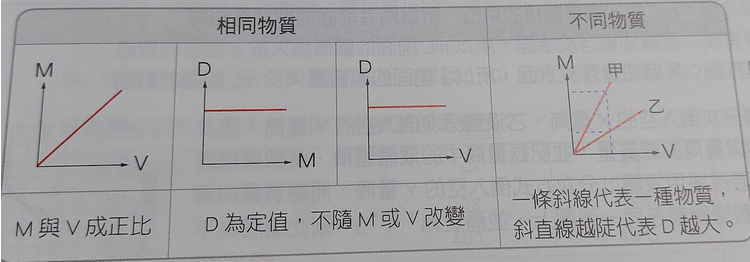 相同物質
不同物質
M
V
D
M
D
V
M
甲
乙
V
M 與 V 成正比
D 為定值，不隨 M 或 V 改變
一條斜線代表一種物質，
斜直線越陡代表 D 越大。